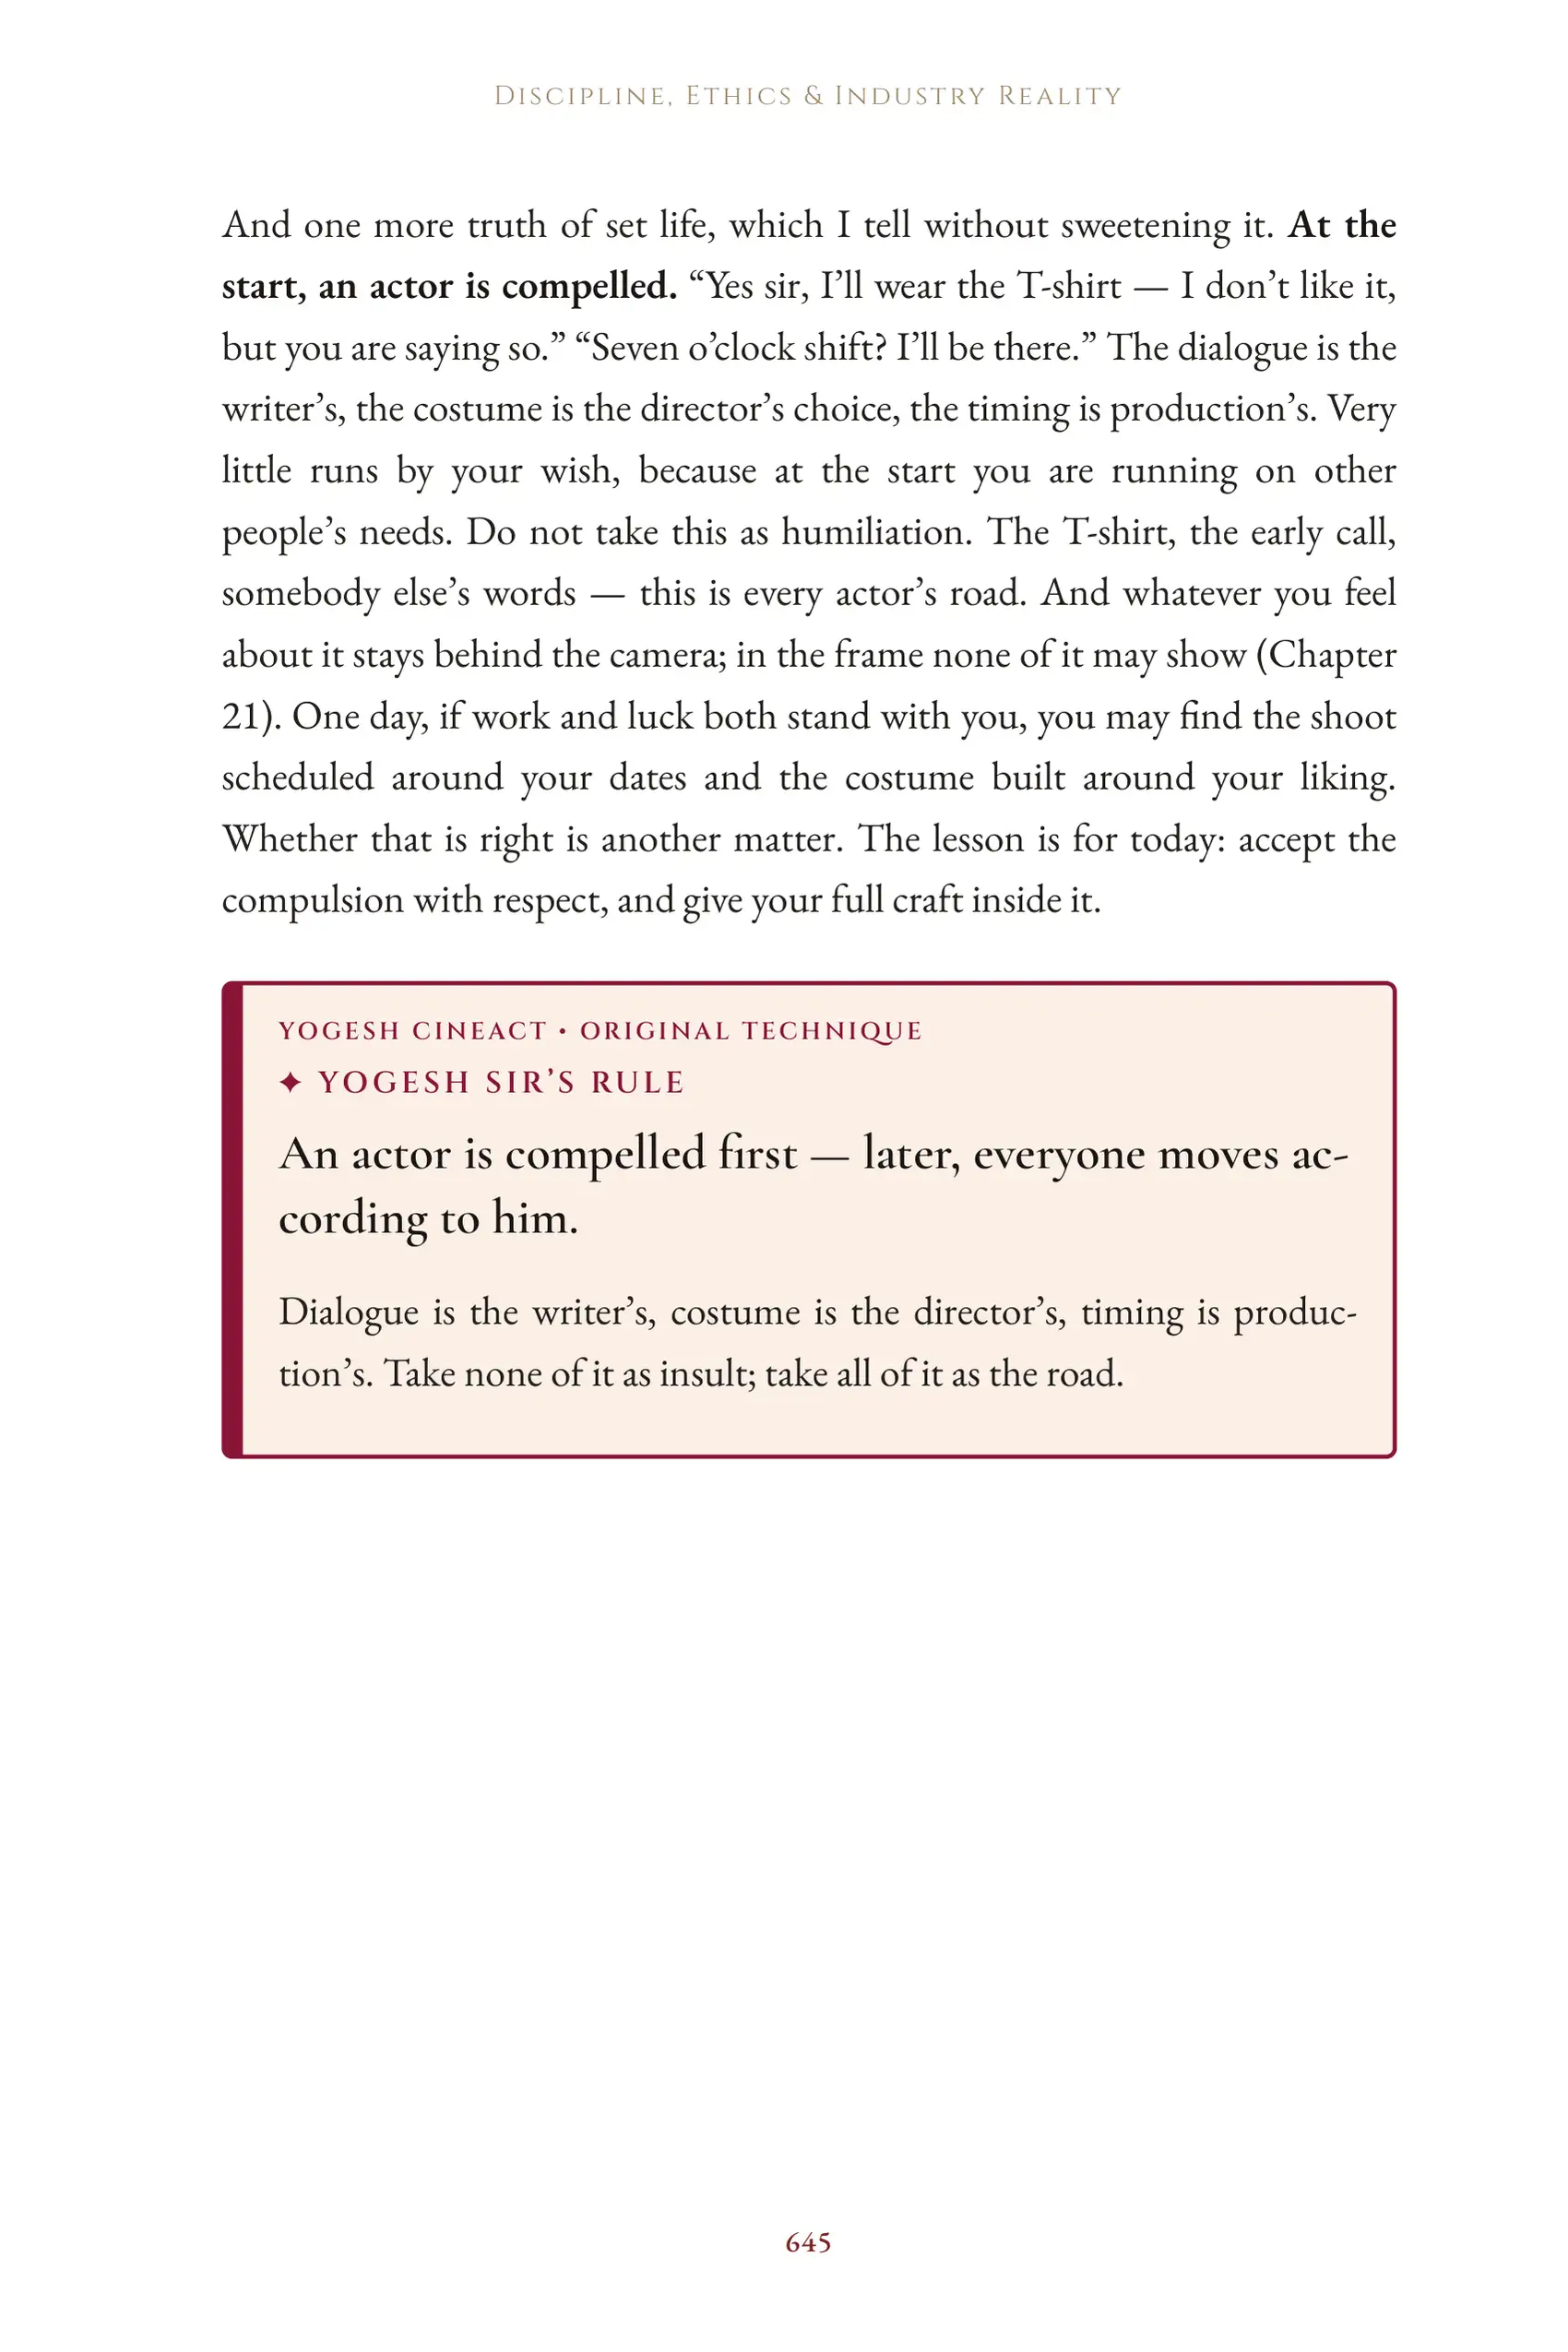 Discipline, Ethics & Industry Reality
And one more truth of set life, which I tell without sweetening it. At the
start, an actor is compelled. “Yes sir, I’ll wear the T-shirt — I don’t like it,
but you are saying so.” “Seven o’clock shift? I’ll be there.” The dialogue is the
writer’s, the costume is the director’s choice, the timing is production’s. Very
little runs by your wish, because at the start you are running on other
people’s needs. Do not take this as humiliation. The T-shirt, the early call,
somebody else’s words — this is every actor’s road. And whatever you feel
about it stays behind the camera; in the frame none of it may show (Chapter
21). One day, if work and luck both stand with you, you may find the shoot
scheduled around your dates and the costume built around your liking.
Whether that is right is another matter. The lesson is for today: accept the
compulsion with respect, and give your full craft inside it.
YOGESH CINEACT • ORIGINAL TECHNIQUE
✦ YOGESH SIR’S RULE
An actor is compelled first — later, everyone moves ac-
cording to him.
Dialogue is the writer’s, costume is the director’s, timing is produc-
tion’s. Take none of it as insult; take all of it as the road.
645